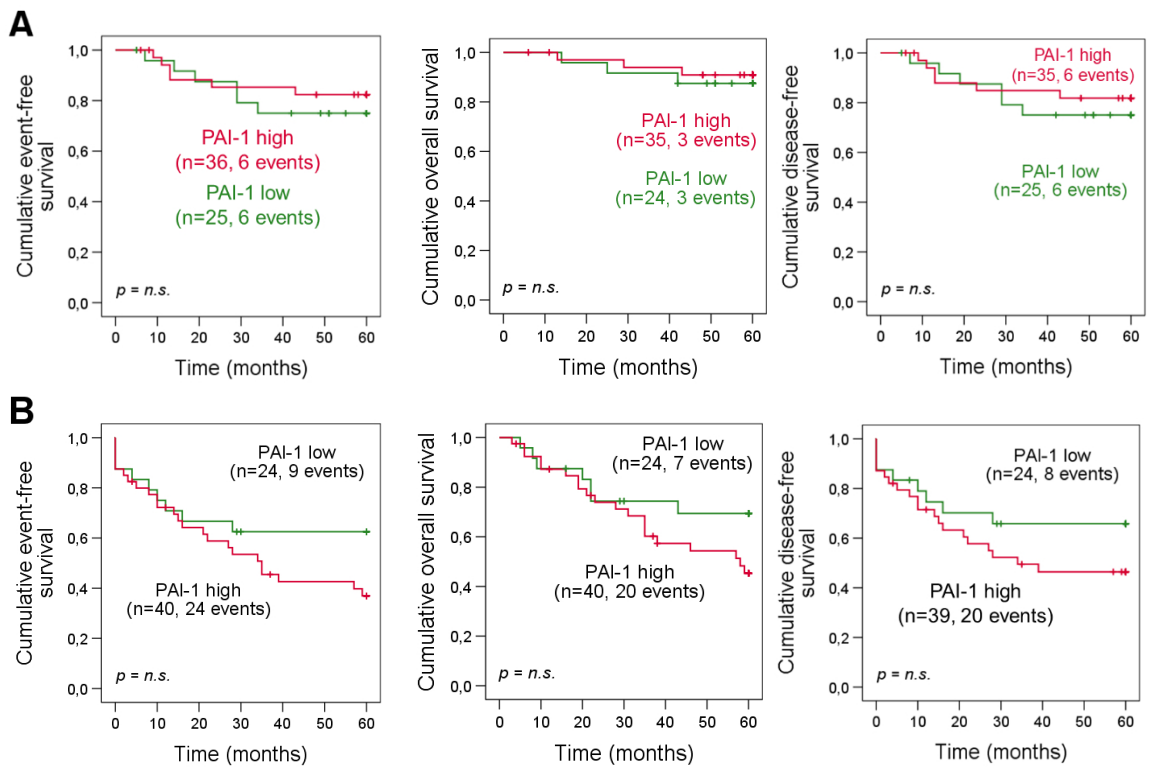 A
Cumulative event-free
survival
1,0
0,8
0,6
0,4
0,2
0,0
PAI-1 high
(n=36, 6 events)
PAI-1 low
(n=25, 6 events)
p = n.s.
0 10 20 30 40 50 60
Time (months)
Cumulative overall survival
1,0
0,8
0,6
0,4
0,2
0,0
PAI-1 high
(n=35, 3 events)
PAI-1 low
(n=24, 3 events)
p = n.s.
0 10 20 30 40 50 60
Time (months)
Cumulative disease-free
survival
1,0
0,8
0,6
0,4
0,2
0,0
PAI-1 high
(n=35, 6 events)
PAI-1 low
(n=25, 6 events)
p = n.s.
0 10 20 30 40 50 60
Time (months)
B
Cumulative event-free
survival
1,0
0,8
0,6
0,4
0,2
0,0
PAI-1 low
(n=24, 9 events)
PAI-1 high
(n=40, 24 events)
p = n.s.
0 10 20 30 40 50 60
Time (months)
Cumulative overall survival
1,0
0,8
0,6
0,4
0,2
0,0
PAI-1 low
(n=24, 7 events)
PAI-1 high
(n=40, 20 events)
p = n.s.
0 10 20 30 40 50 60
Time (months)
Cumulative disease-free
survival
1,0
0,8
0,6
0,4
0,2
0,0
PAI-1 low
(n=24, 8 events)
PAI-1 high
(n=39, 20 events)
p = n.s.
0 10 20 30 40 50 60
Time (months)